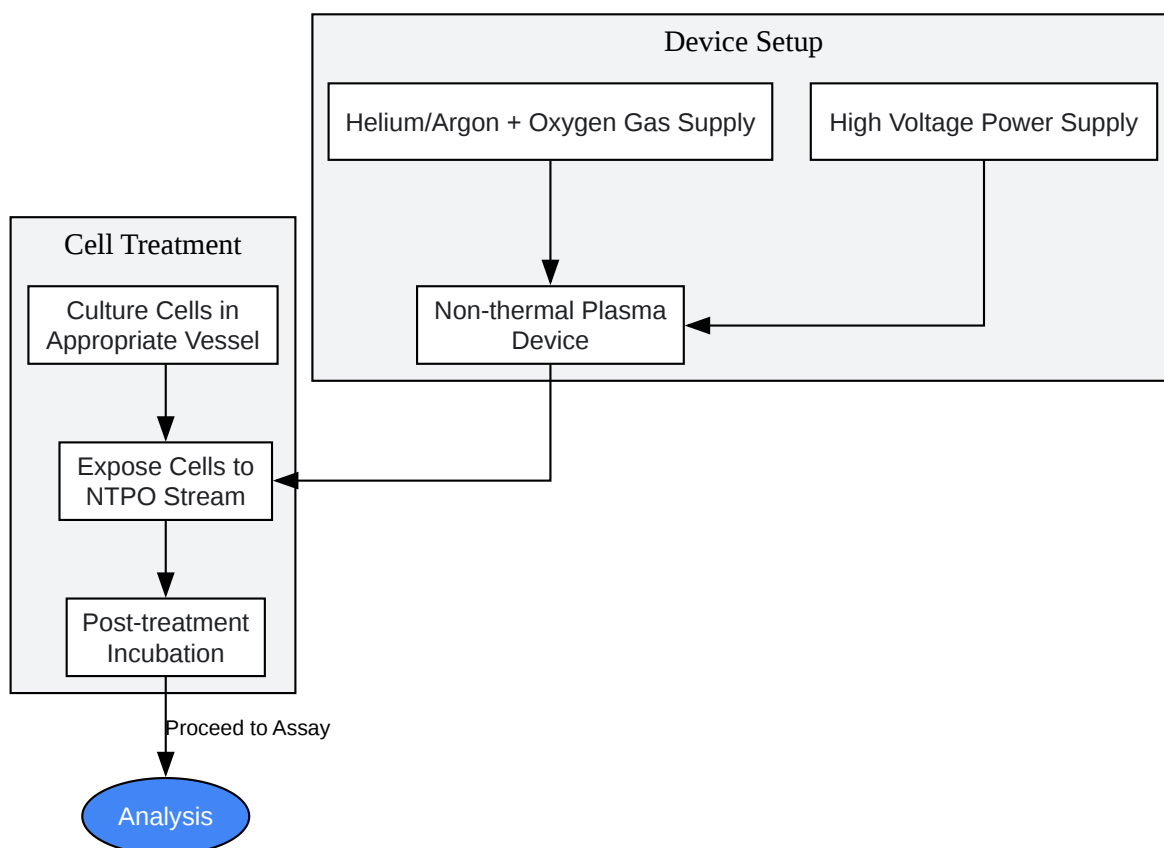 Device Setup
Helium/Argon + Oxygen Gas Supply
High Voltage Power Supply
Non-thermal Plasma
Device
Cell Treatment
Culture Cells in
Appropriate Vessel
Expose Cells to
NTPO Stream
Post-treatment
Incubation
Proceed to Assay
Analysis